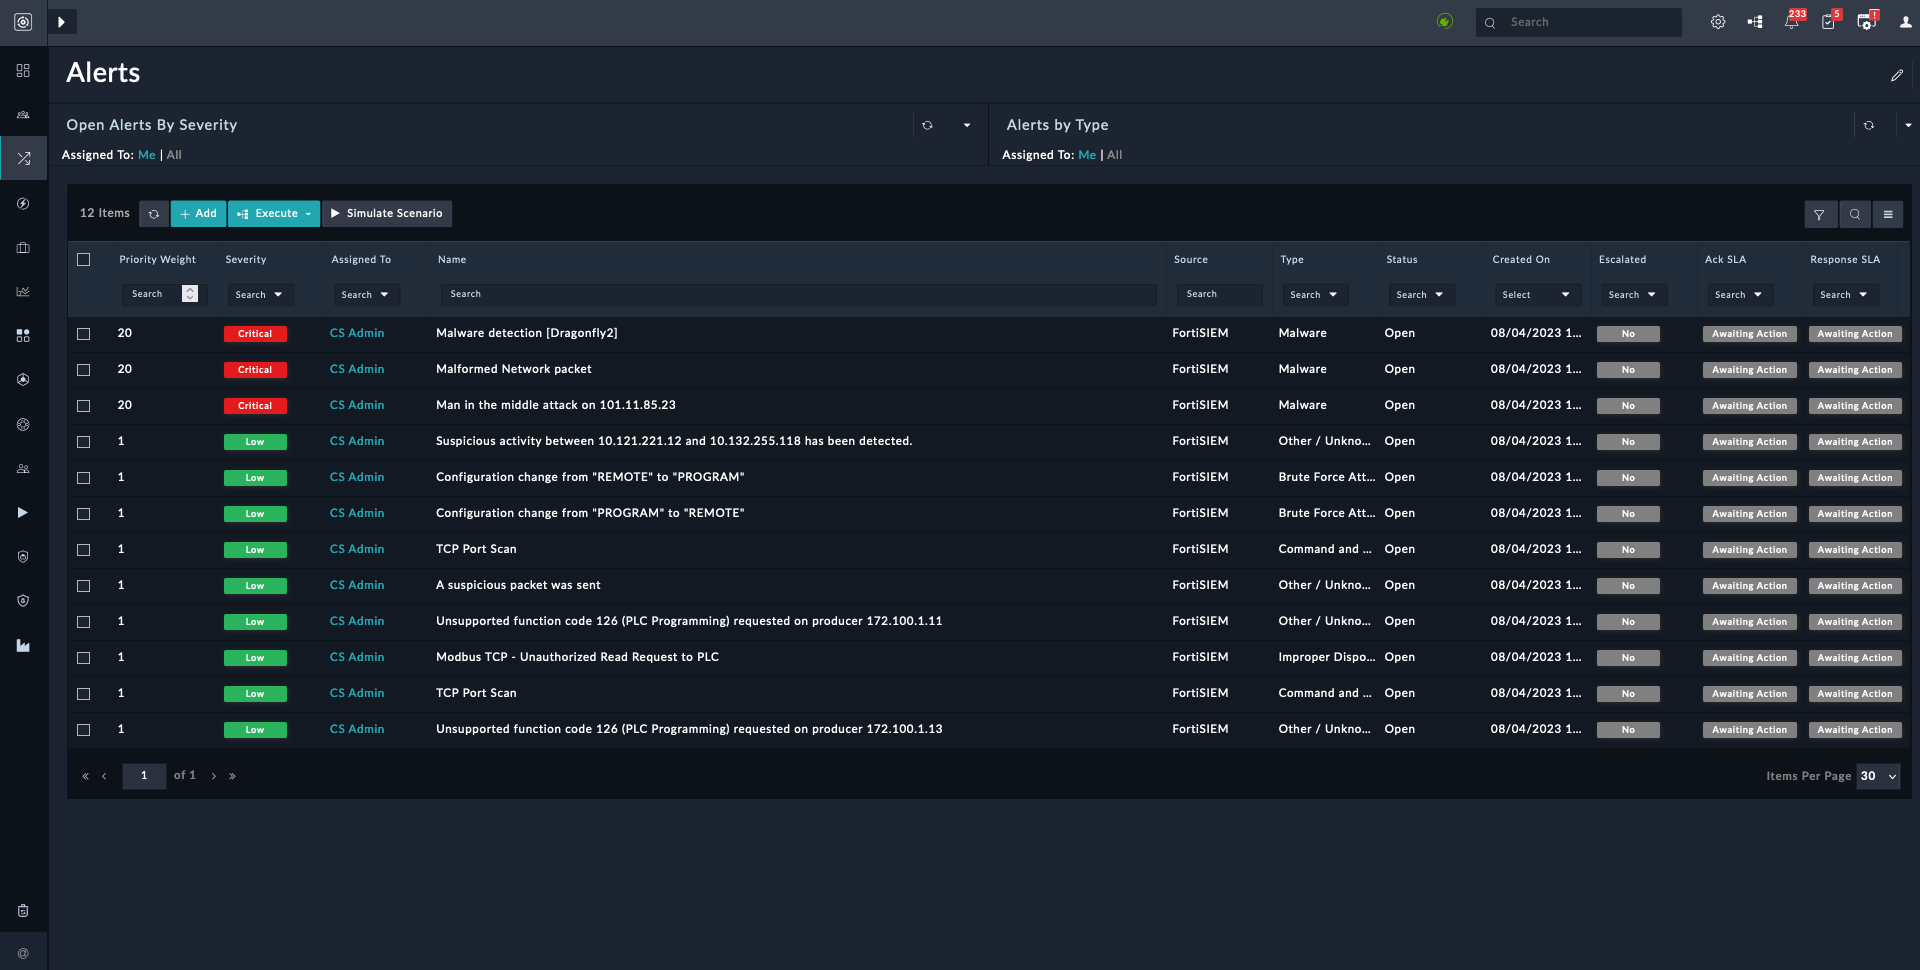 Search
233
5
!
Alerts
Open Alerts By Severity
Assigned To: Me | All
Alerts by Type
Assigned To: Me | All
12 Items
+ Add
Execute
Simulate Scenario
Priority Weight Severity Assigned To Name Source Type Status Created On Escalated Ack SLA Response SLA
Search Search Search Search Search Search Search Select Search Search Search
20 Critical CS Admin Malware detection [Dragonfly2] FortiSIEM Malware Open 08/04/2023 1... No Awaiting Action Awaiting Action
20 Critical CS Admin Malformed Network packet FortiSIEM Malware Open 08/04/2023 1... No Awaiting Action Awaiting Action
20 Critical CS Admin Man in the middle attack on 101.11.85.23 FortiSIEM Malware Open 08/04/2023 1... No Awaiting Action Awaiting Action
1 Low CS Admin Suspicious activity between 10.121.221.12 and 10.132.255.118 has been detected. FortiSIEM Other / Unkno... Open 08/04/2023 1... No Awaiting Action Awaiting Action
1 Low CS Admin Configuration change from "REMOTE" to "PROGRAM" FortiSIEM Brute Force Att... Open 08/04/2023 1... No Awaiting Action Awaiting Action
1 Low CS Admin Configuration change from "PROGRAM" to "REMOTE" FortiSIEM Brute Force Att... Open 08/04/2023 1... No Awaiting Action Awaiting Action
1 Low CS Admin TCP Port Scan FortiSIEM Command and ... Open 08/04/2023 1... No Awaiting Action Awaiting Action
1 Low CS Admin A suspicious packet was sent FortiSIEM Other / Unkno... Open 08/04/2023 1... No Awaiting Action Awaiting Action
1 Low CS Admin Unsupported function code 126 (PLC Programming) requested on producer 172.100.1.11 FortiSIEM Other / Unkno... Open 08/04/2023 1... No Awaiting Action Awaiting Action
1 Low CS Admin Modbus TCP - Unauthorized Read Request to PLC FortiSIEM Improper Dispo... Open 08/04/2023 1... No Awaiting Action Awaiting Action
1 Low CS Admin TCP Port Scan FortiSIEM Command and ... Open 08/04/2023 1... No Awaiting Action Awaiting Action
1 Low CS Admin Unsupported function code 126 (PLC Programming) requested on producer 172.100.1.13 FortiSIEM Other / Unkno... Open 08/04/2023 1... No Awaiting Action Awaiting Action
« ‹ 1 of 1 › »
Items Per Page 30
@